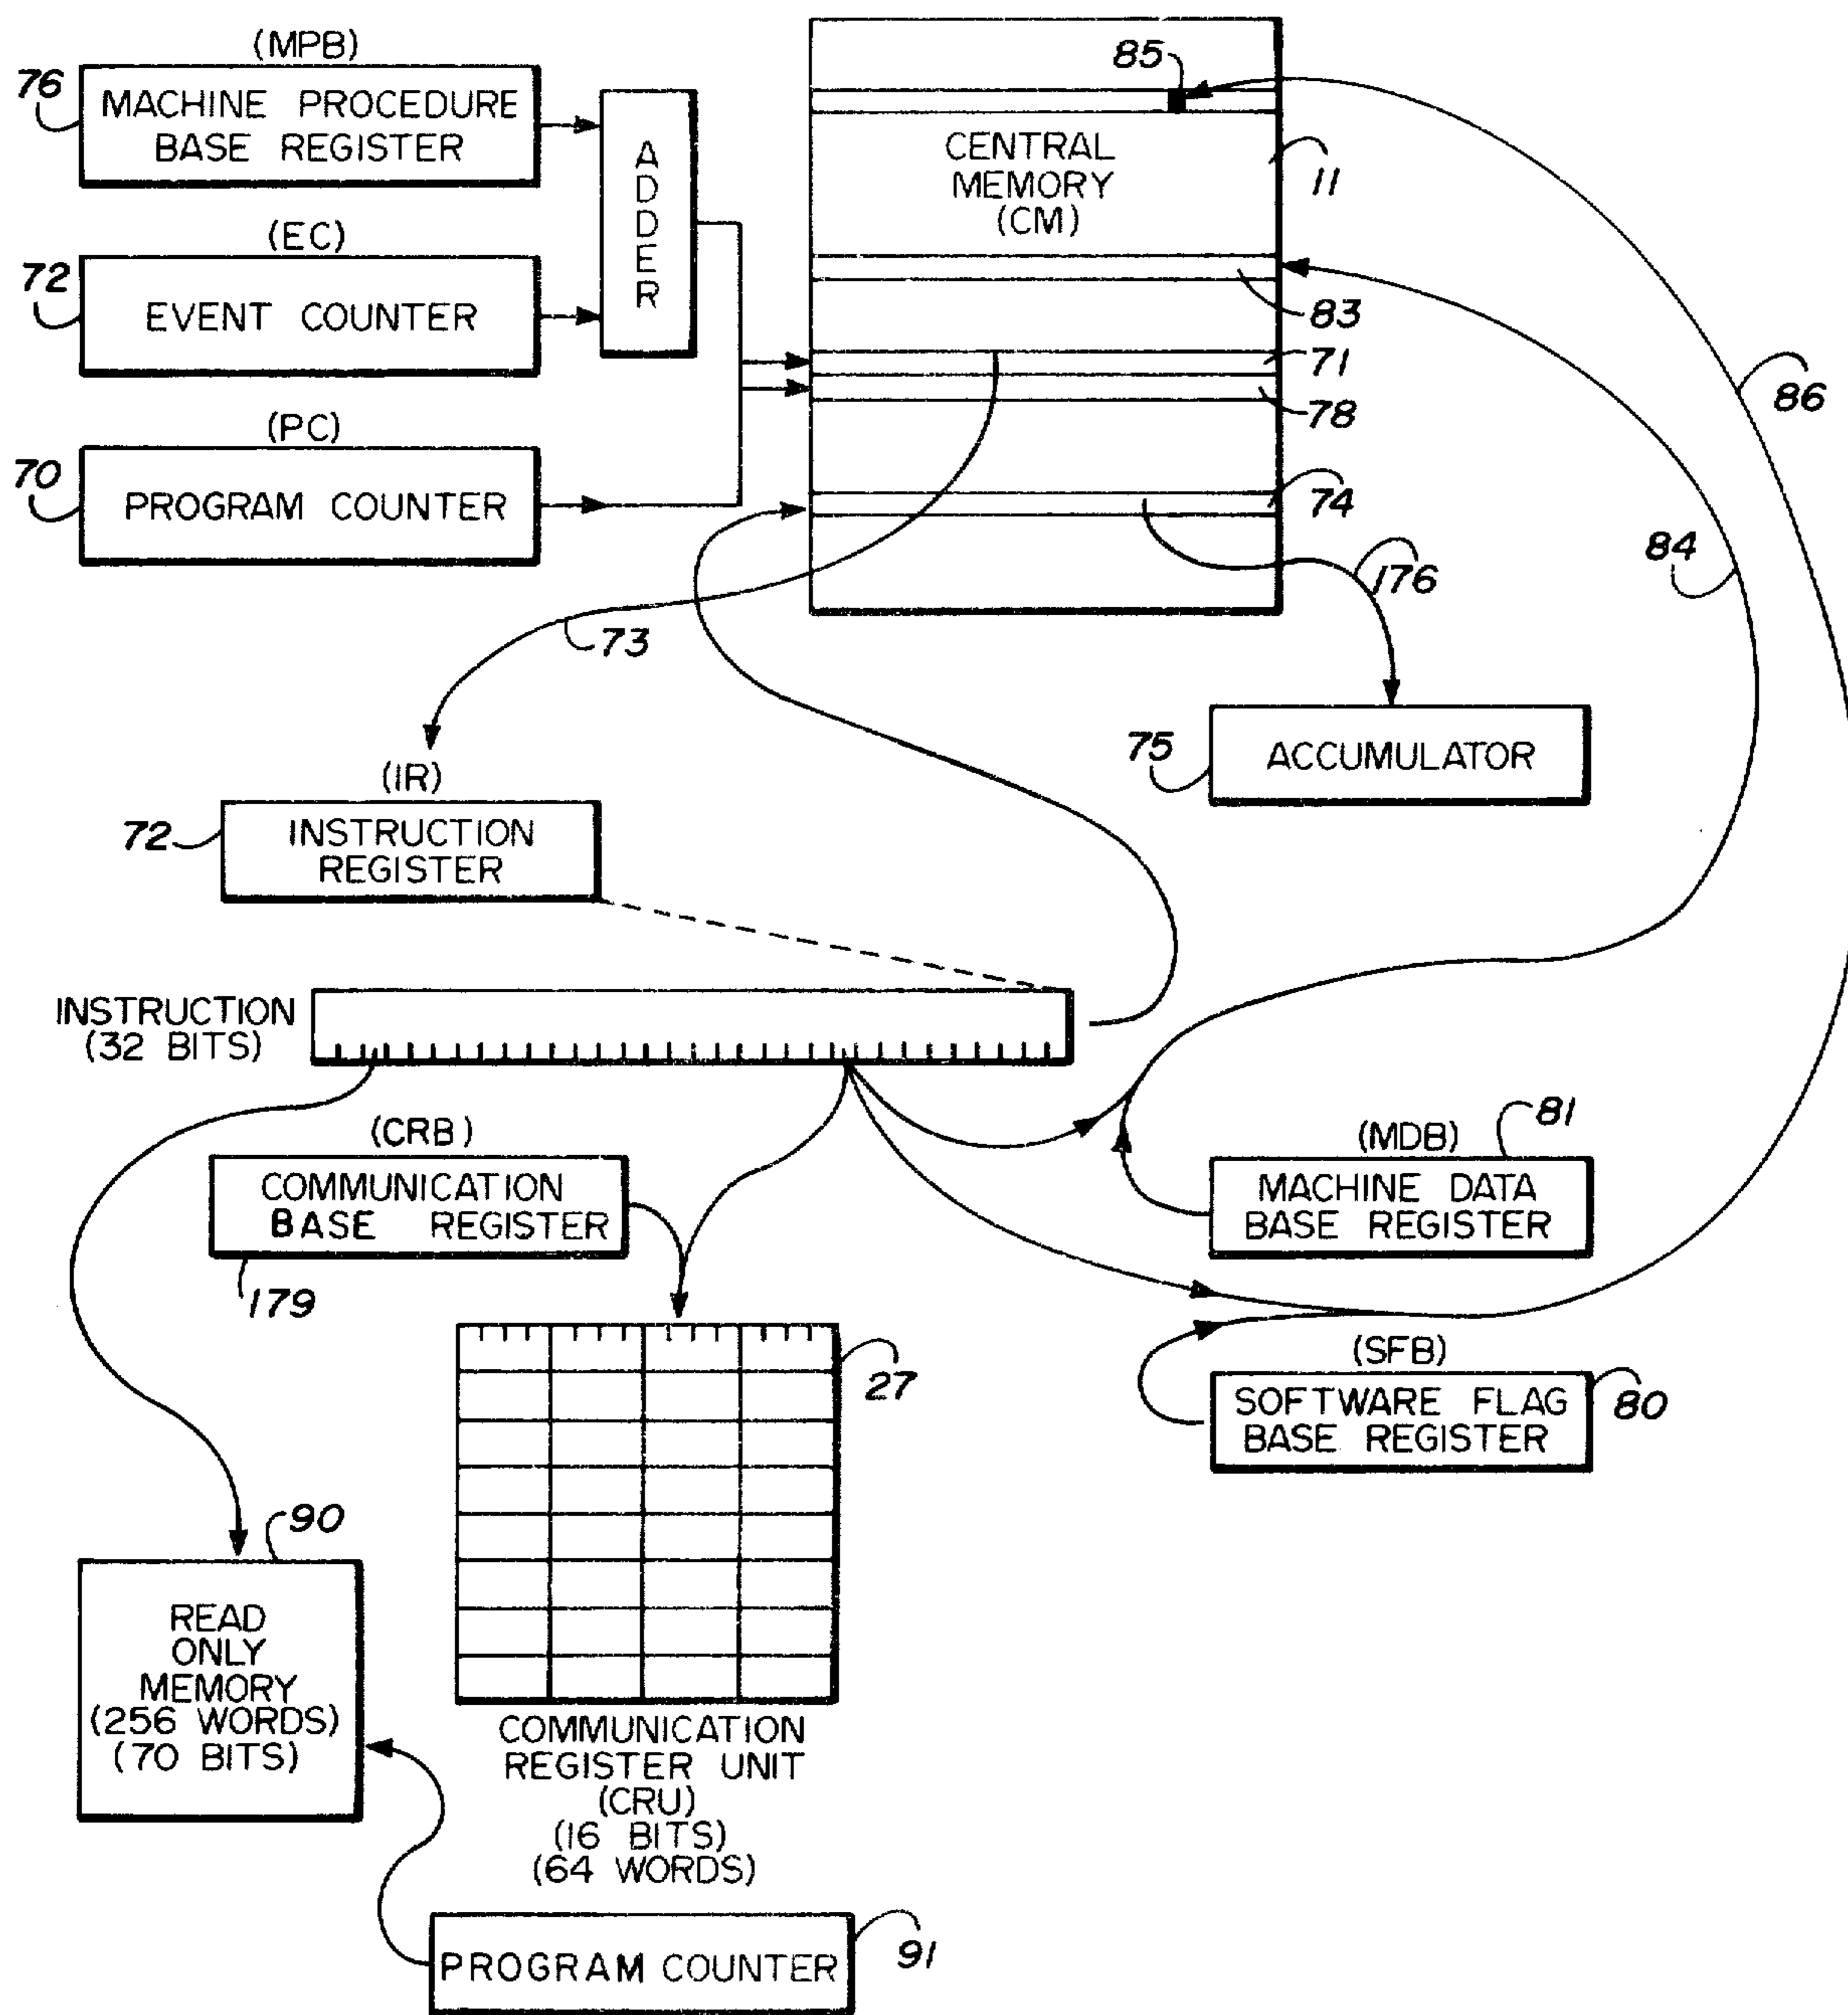 (MPB)
76
MACHINE PROCEDURE
BASE REGISTER
(EC)
72
EVENT COUNTER
(PC)
70
PROGRAM COUNTER
ADDER
85
CENTRAL
MEMORY
(CM)
11
83
71
78
74
86
84
176
73
75
ACCUMULATOR
(IR)
72
INSTRUCTION
REGISTER
INSTRUCTION
(32 BITS)
(CRB)
COMMUNICATION
BASE REGISTER
179
(MDB)
81
MACHINE DATA
BASE REGISTER
(SFB)
SOFTWARE FLAG
BASE REGISTER
80
27
90
READ
ONLY
MEMORY
(256 WORDS)
(70 BITS)
COMMUNICATION
REGISTER UNIT
(CRU)
(16 BITS)
(64 WORDS)
PROGRAM COUNTER
91